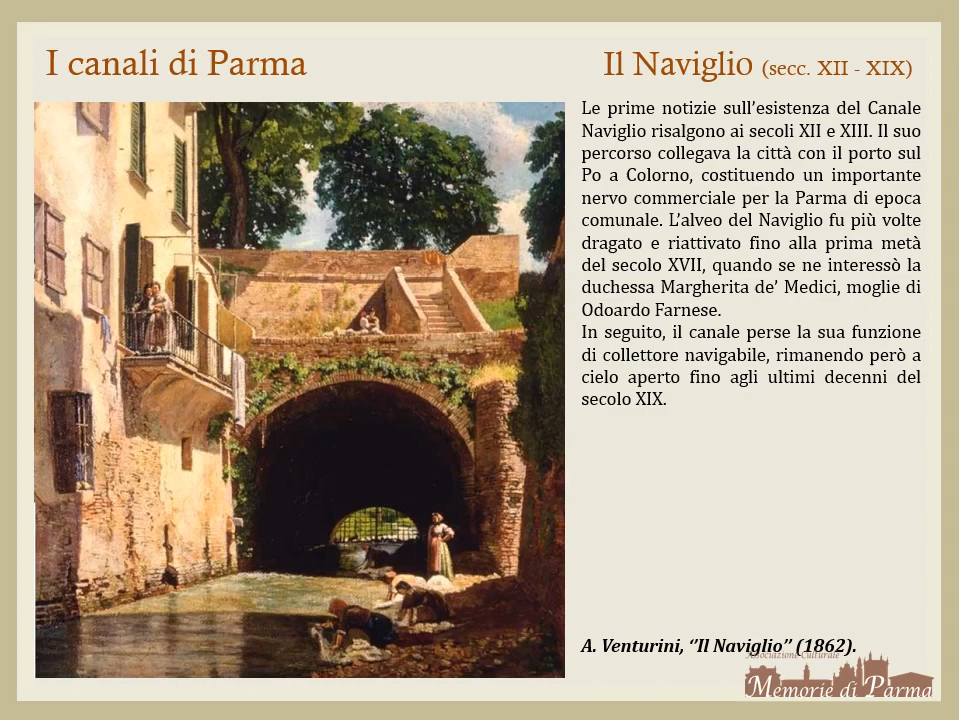 I canali di Parma
Il Naviglio (secc. XII - XIX)
Le prime notizie sull’esistenza del Canale
Naviglio risalgono ai secoli XII e XIII. Il suo
percorso collegava la città con il porto sul
Po a Colorno, costituendo un importante
nervo commerciale per la Parma di epoca
comunale. L’alveo del Naviglio fu più volte
dragato e riattivato fino alla prima metà
del secolo XVII, quando se ne interessò la
duchessa Margherita de’ Medici, moglie di
Odoardo Farnese.
In seguito, il canale perse la sua funzione
di collettore navigabile, rimanendo però a
cielo aperto fino agli ultimi decenni del
secolo XIX.
A. Venturini, ‘’Il Naviglio’’ (1862).
Associazione Culturale
Memorie di Parma